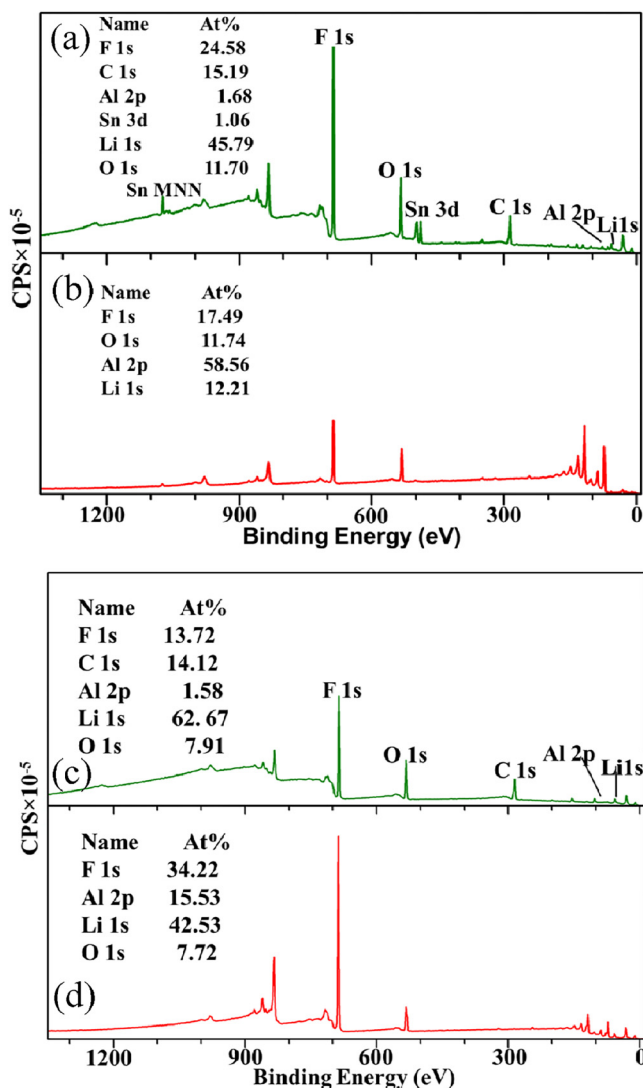 (a)
Name At%
F 1s 24.58
C 1s 15.19
Al 2p 1.68
Sn 3d 1.06
Li 1s 45.79
O 1s 11.70
Sn MNN
F 1s
O 1s
Sn 3d
C 1s
Al 2p
Li1s
(b)
Name At%
F 1s 17.49
O 1s 11.74
Al 2p 58.56
Li 1s 12.21
CPS×10-5
1200 900 600 300 0
Binding Energy (eV)
Name At%
F 1s 13.72
C 1s 14.12
Al 2p 1.58
Li 1s 62. 67
O 1s 7.91
(c)
F 1s
O 1s
C 1s
Al 2p
Li1s
Name At%
F 1s 34.22
Al 2p 15.53
Li 1s 42.53
O 1s 7.72
(d)
CPS×10-5
1200 900 600 300 0
Binding Energy (eV)